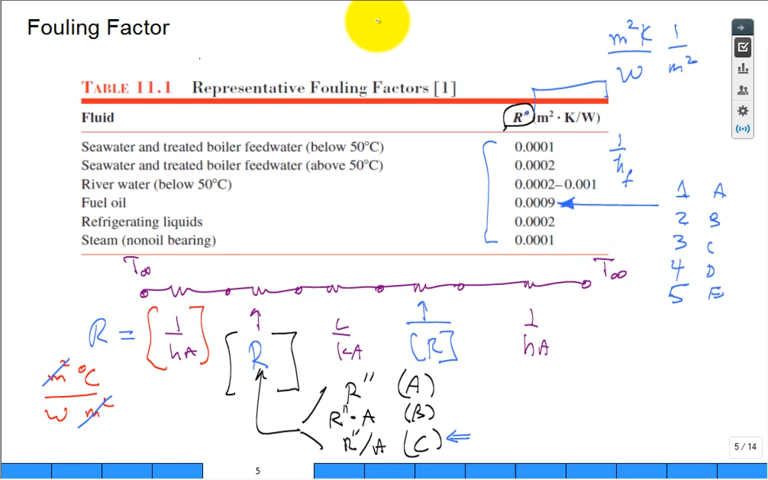 Fouling Factor
m²K/W 1/m²
TABLE 11.1 Representative Fouling Factors [1]
Fluid R″ (m² · K/W)
Seawater and treated boiler feedwater (below 50°C) 0.0001
Seawater and treated boiler feedwater (above 50°C) 0.0002
River water (below 50°C) 0.0002–0.001
Fuel oil 0.0009
Refrigerating liquids 0.0002
Steam (nonoil bearing) 0.0001
1/h_f
1 A
2 B
3 C
4 D
5 E
T∞ T∞
R = [1/hA] [R] L/kA [R] 1/hA
m² °C/W m²
R″ (A)
R″·A (B)
R″/A (C)
5
5 / 14